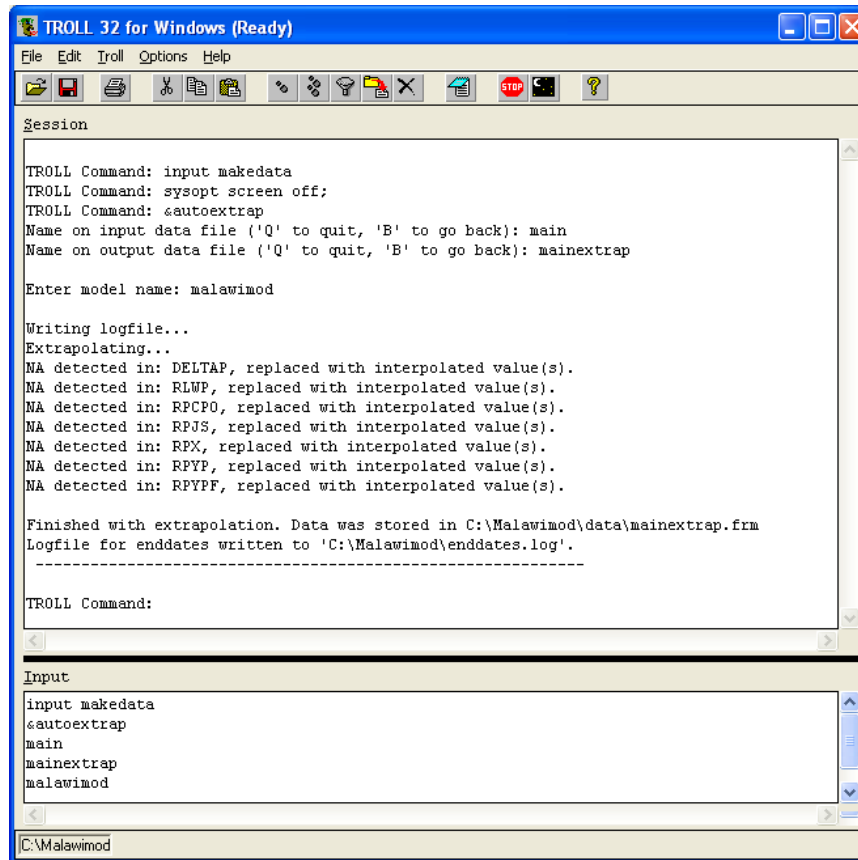 TROLL 32 for Windows (Ready)
File Edit Troll Options Help
STOP
Session
TROLL Command: input makedata
TROLL Command: sysopt screen off;
TROLL Command: &autoextrap
Name on input data file ('Q' to quit, 'B' to go back): main
Name on output data file ('Q' to quit, 'B' to go back): mainextrap
Enter model name: malawimod
Writing logfile...
Extrapolating...
NA detected in: DELTAP, replaced with interpolated value(s).
NA detected in: RLWP, replaced with interpolated value(s).
NA detected in: RPCPO, replaced with interpolated value(s).
NA detected in: RPJS, replaced with interpolated value(s).
NA detected in: RPX, replaced with interpolated value(s).
NA detected in: RPYP, replaced with interpolated value(s).
NA detected in: RPYPF, replaced with interpolated value(s).
Finished with extrapolation. Data was stored in C:\Malawimod\data\mainextrap.frm
Logfile for enddates written to 'C:\Malawimod\enddates.log'.
------------------------------------------------------------
TROLL Command:
Input
input makedata
&autoextrap
main
mainextrap
malawimod
C:\Malawimod